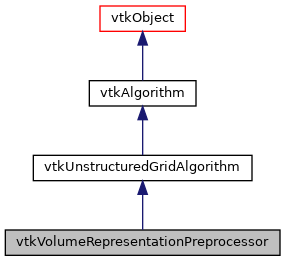 vtkObject
vtkAlgorithm
vtkUnstructuredGridAlgorithm
vtkVolumeRepresentationPreprocessor